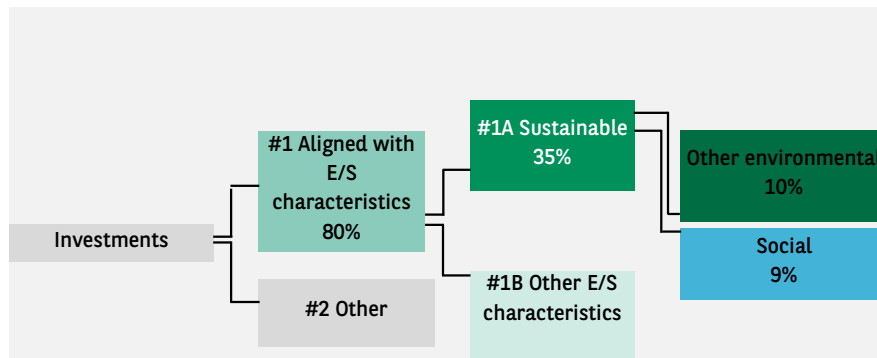 Investments
#1 Aligned with
E/S
characteristics
80%
#2 Other
#1A Sustainable
35%
#1B Other E/S
characteristics
Other environmental
10%
Social
9%